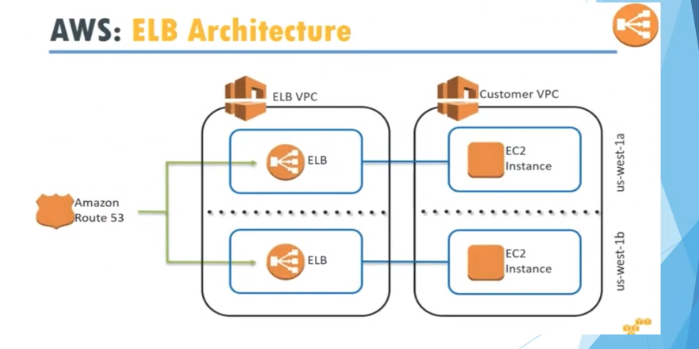 AWS: ELB Architecture
ELB VPC
Customer VPC
ELB
EC2
Instance
us-west-1a
Amazon
Route 53
ELB
EC2
Instance
us-west-1b